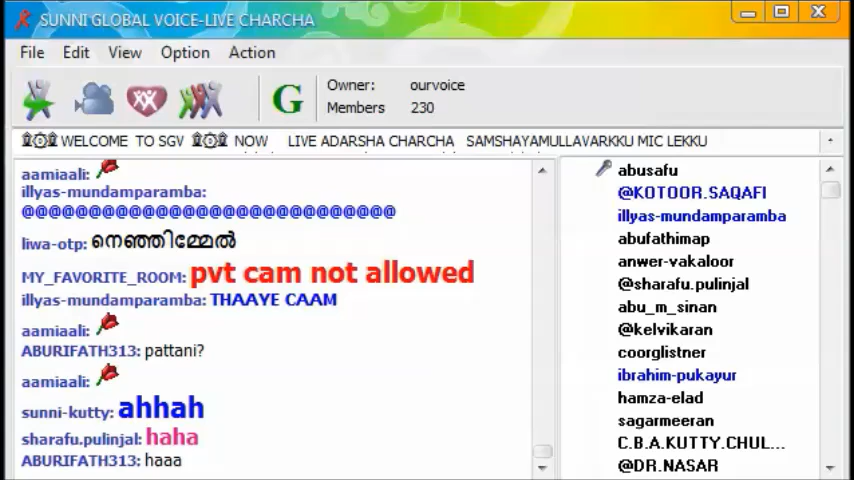 SUNNI GLOBAL VOICE-LIVE CHARCHA
File Edit View Option Action
G
Owner: ourvoice
Members 230
WELCOME TO SGV NOW LIVE ADARSHA CHARCHA SAMSHAYAMULLAVARKKU MIC LEKKU
aamiaali:
illyas-mundamparamba:
@@@@@@@@@@@@@@@@@@@@@@@@@@@@
liwa-otp: നെഞ്ഞിമ്മേൽ
MY_FAVORITE_ROOM: pvt cam not allowed
illyas-mundamparamba: THAAYE CAAM
aamiaali:
ABURIFATH313: pattani?
aamiaali:
sunni-kutty: ahhah
sharafu.pulinjal: haha
ABURIFATH313: haaa
abusafu
@KOTOOR.SAQAFI
illyas-mundamparamba
abufathimap
anwer-vakaloor
@sharafu.pulinjal
abu_m_sinan
@kelvikaran
coorglistner
ibrahim-pukayur
hamza-elad
sagarmeeran
C.B.A.KUTTY.CHUL...
@DR.NASAR